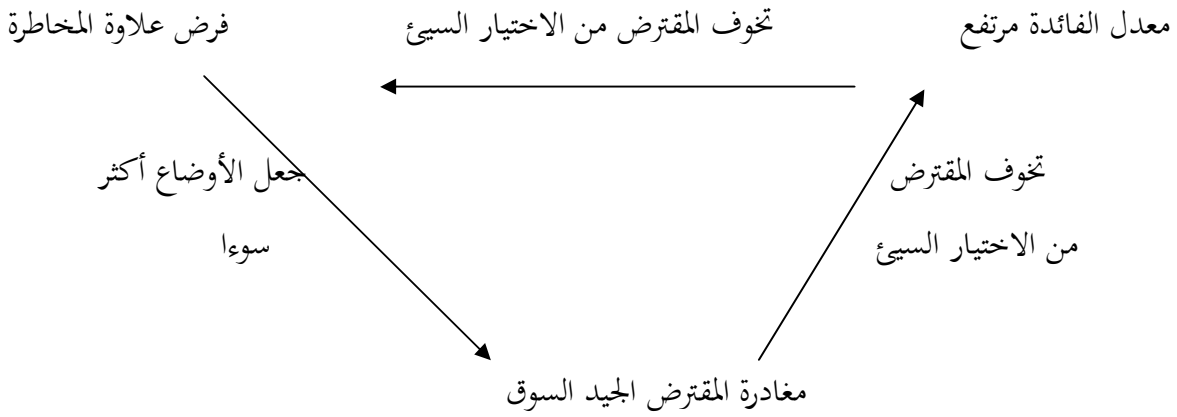 معدل الفائدة مرتفع
تخوف المقترض من الاختيار السيئ
فرض علاوة المخاطرة
تخوف المقترض
من الاختيار السيئ
جعل الأوضاع أكثر
سوءا
مغادرة المقترض الجيد السوق